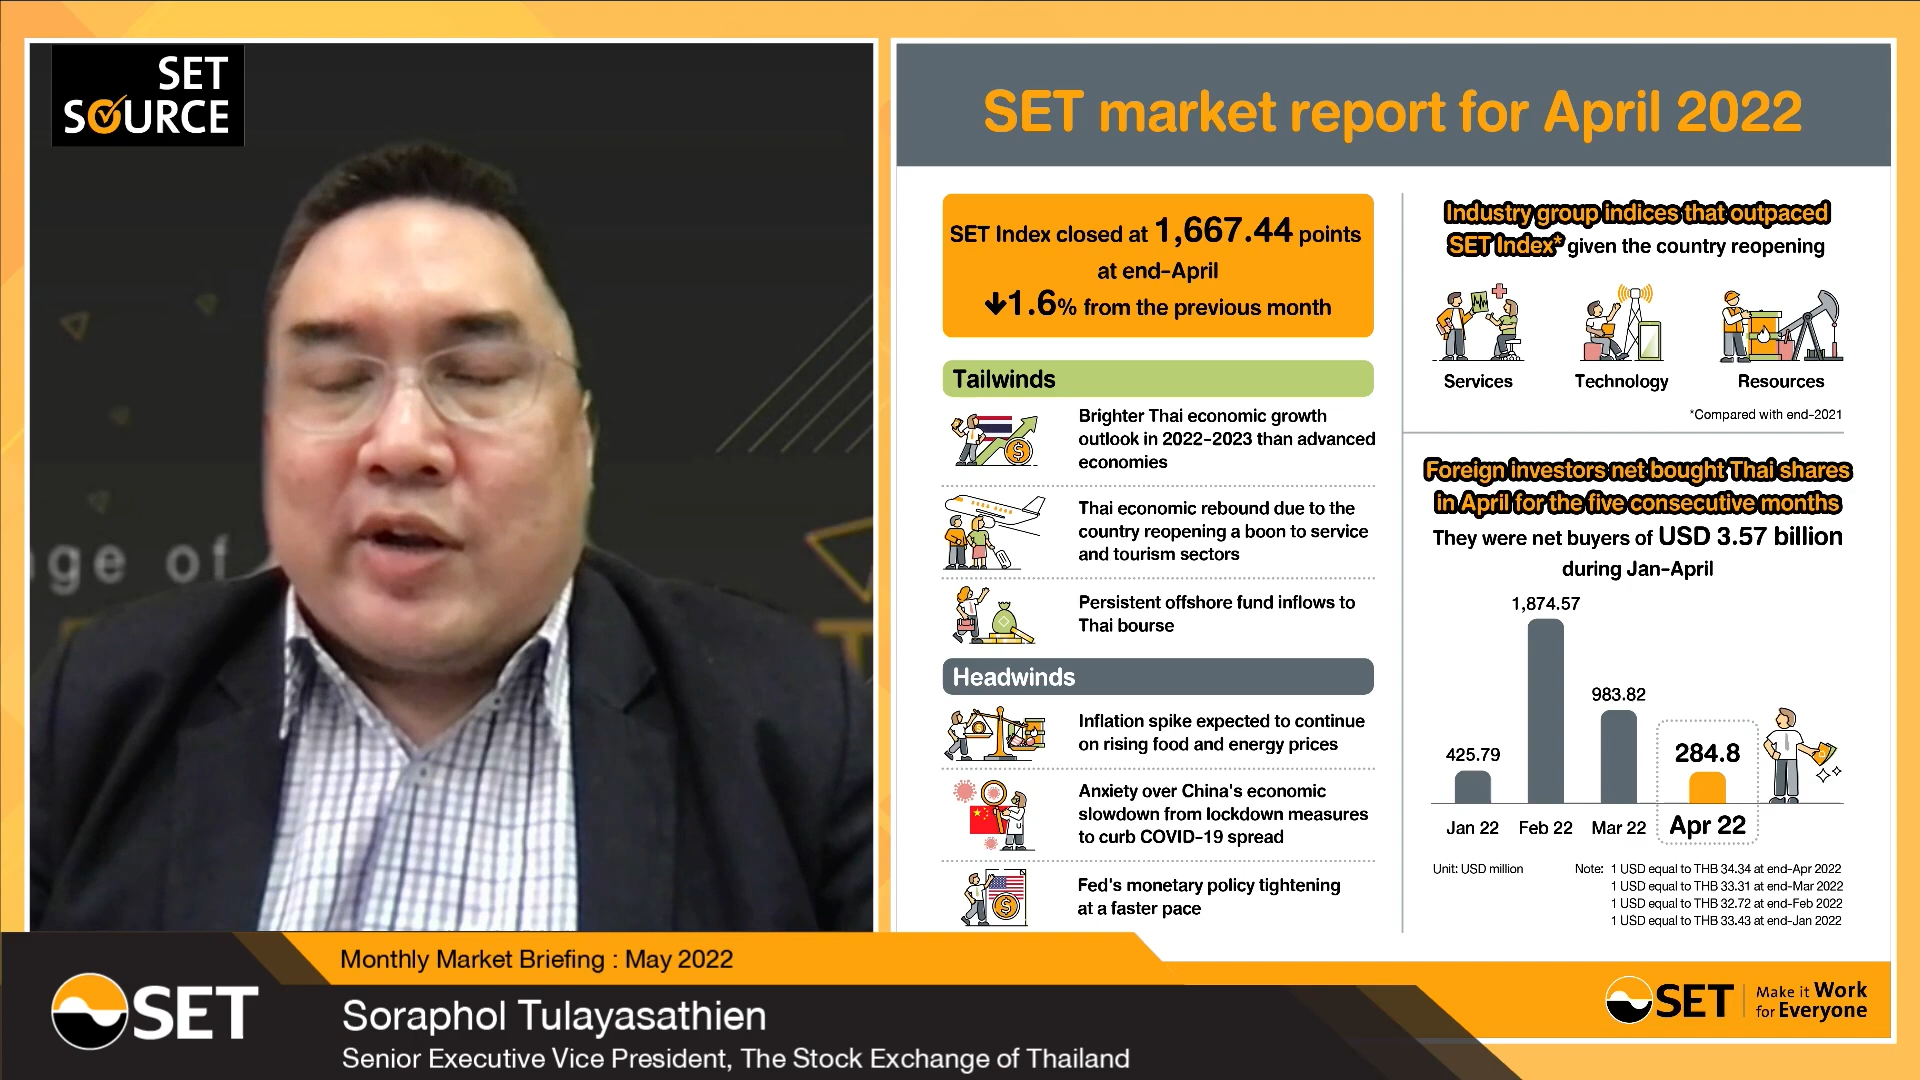 SET
SOURCE
ge of
SET market report for April 2022
SET Index closed at 1,667.44 points
at end-April
↓1.6% from the previous month
Tailwinds
Brighter Thai economic growth
outlook in 2022-2023 than advanced
economies
Thai economic rebound due to the
country reopening a boon to service
and tourism sectors
Persistent offshore fund inflows to
Thai bourse
Headwinds
Inflation spike expected to continue
on rising food and energy prices
Anxiety over China's economic
slowdown from lockdown measures
to curb COVID-19 spread
Fed's monetary policy tightening
at a faster pace
Industry group indices that outpaced
SET Index* given the country reopening
Services
Technology
Resources
*Compared with end-2021
Foreign investors net bought Thai shares
in April for the five consecutive months
They were net buyers of USD 3.57 billion
during Jan-April
1,874.57
983.82
425.79
284.8
Jan 22
Feb 22
Mar 22
Apr 22
Unit: USD million
Note: 1 USD equal to THB 34.34 at end-Apr 2022
1 USD equal to THB 33.31 at end-Mar 2022
1 USD equal to THB 32.72 at end-Feb 2022
1 USD equal to THB 33.43 at end-Jan 2022
Monthly Market Briefing : May 2022
SET
Soraphol Tulayasathien
Senior Executive Vice President, The Stock Exchange of Thailand
SET
Make it Work
for Everyone